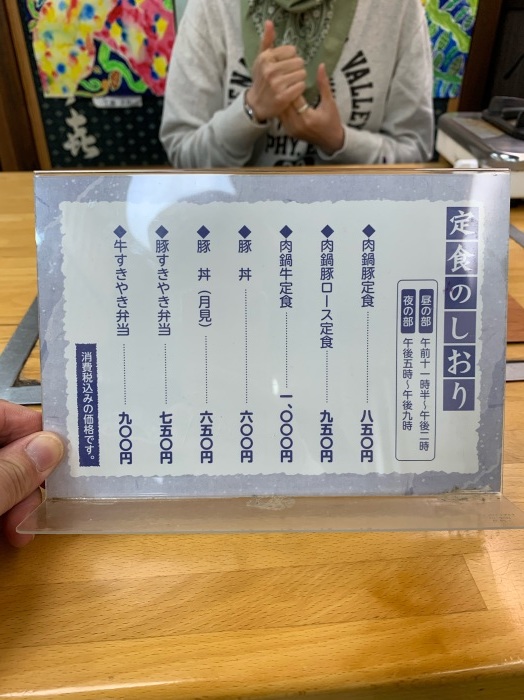 定食のしおり
昼の部 午前十一時半～午後二時
夜の部 午後五時～午後九時
◆肉鍋豚定食 八五〇円
◆肉鍋豚ロース定食 九五〇円
◆肉鍋牛定食 一、〇〇〇円
◆豚 丼 六〇〇円
◆豚 丼（月見） 六五〇円
◆豚すきやき弁当 七五〇円
◆牛すきやき弁当 九〇〇円
消費税込みの価格です。
VALLEY
PHY